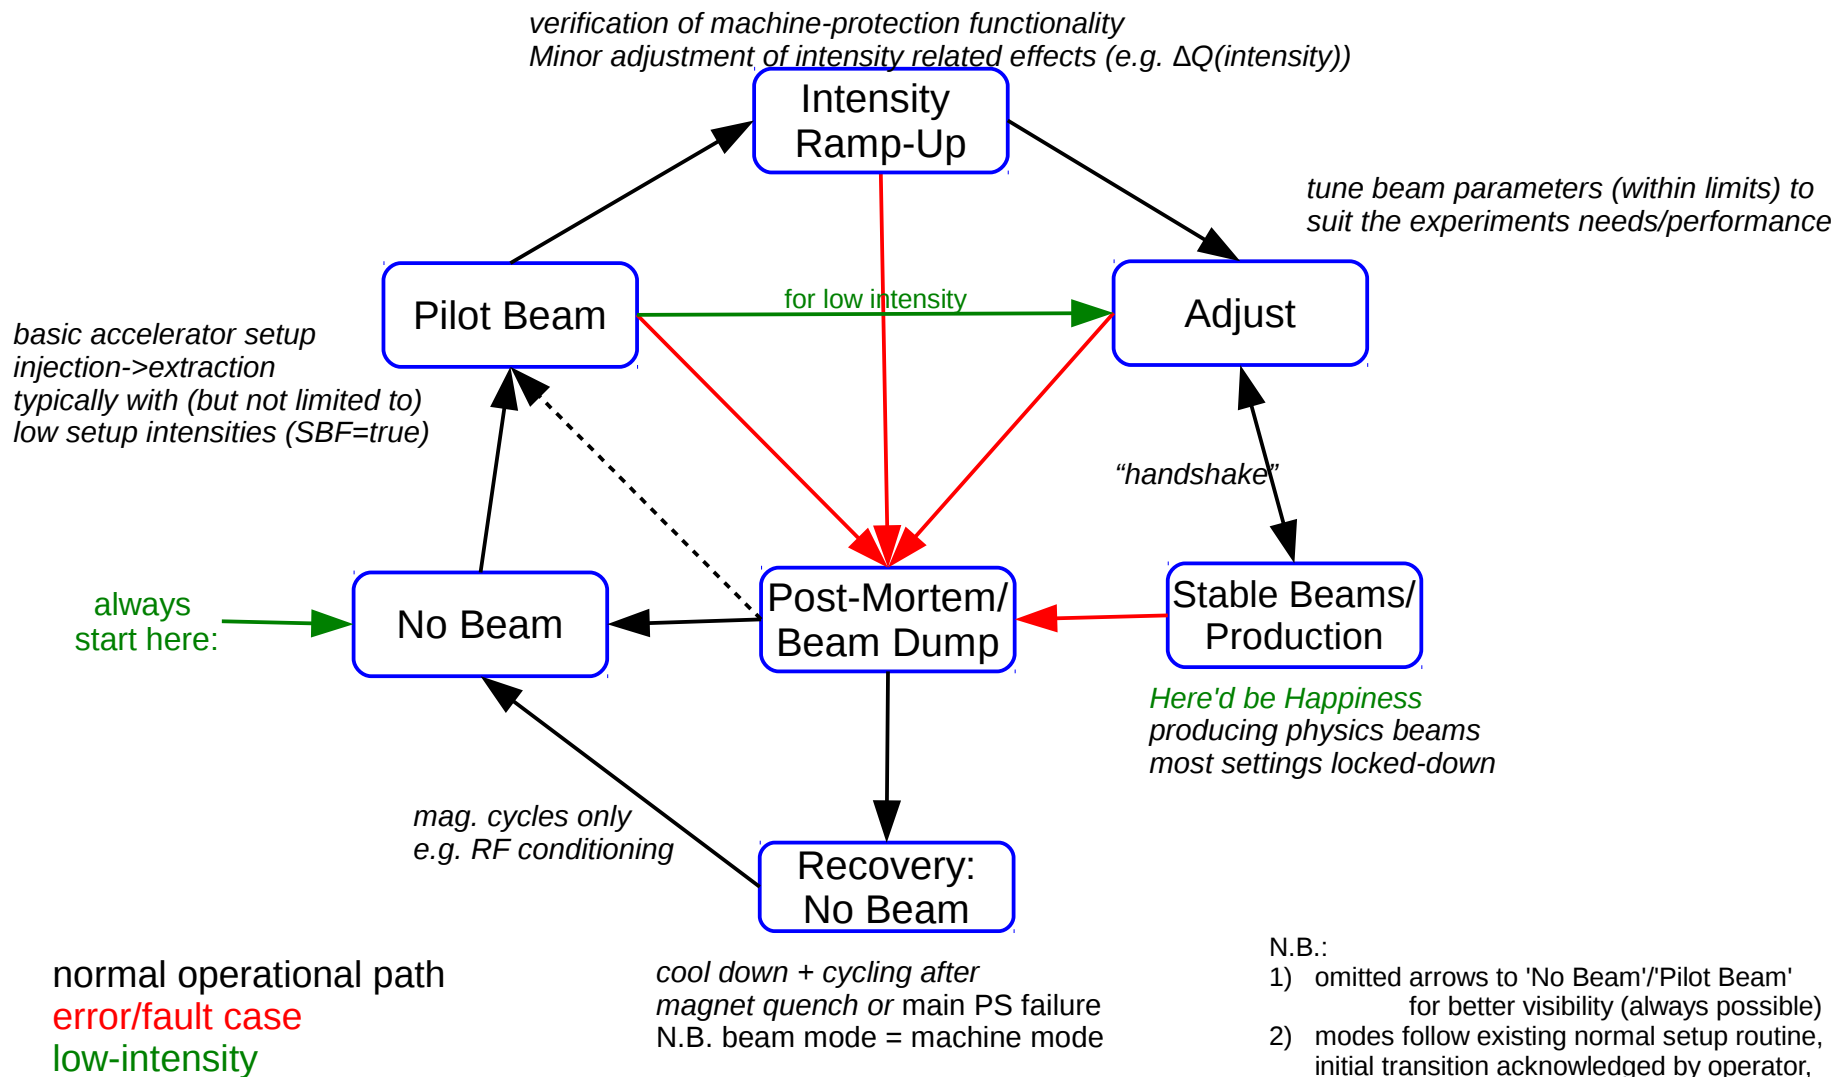 verification of machine-protection functionality
Minor adjustment of intensity related effects (e.g. ΔQ(intensity))
Intensity
Ramp-Up
tune beam parameters (within limits) to
suit the experiments needs/performance
Pilot Beam
for low intensity
Adjust
basic accelerator setup
injection->extraction
typically with (but not limited to)
low setup intensities (SBF=true)
“handshake”
always
start here:
No Beam
Post-Mortem/
Beam Dump
Stable Beams/
Production
Here'd be Happiness
producing physics beams
most settings locked-down
mag. cycles only
e.g. RF conditioning
Recovery:
No Beam
cool down + cycling after
magnet quench or main PS failure
N.B. beam mode = machine mode
normal operational path
error/fault case
low-intensity
N.B.:
1) omitted arrows to 'No Beam'/'Pilot Beam'
for better visibility (always possible)
2) modes follow existing normal setup routine,
initial transition acknowledged by operator,